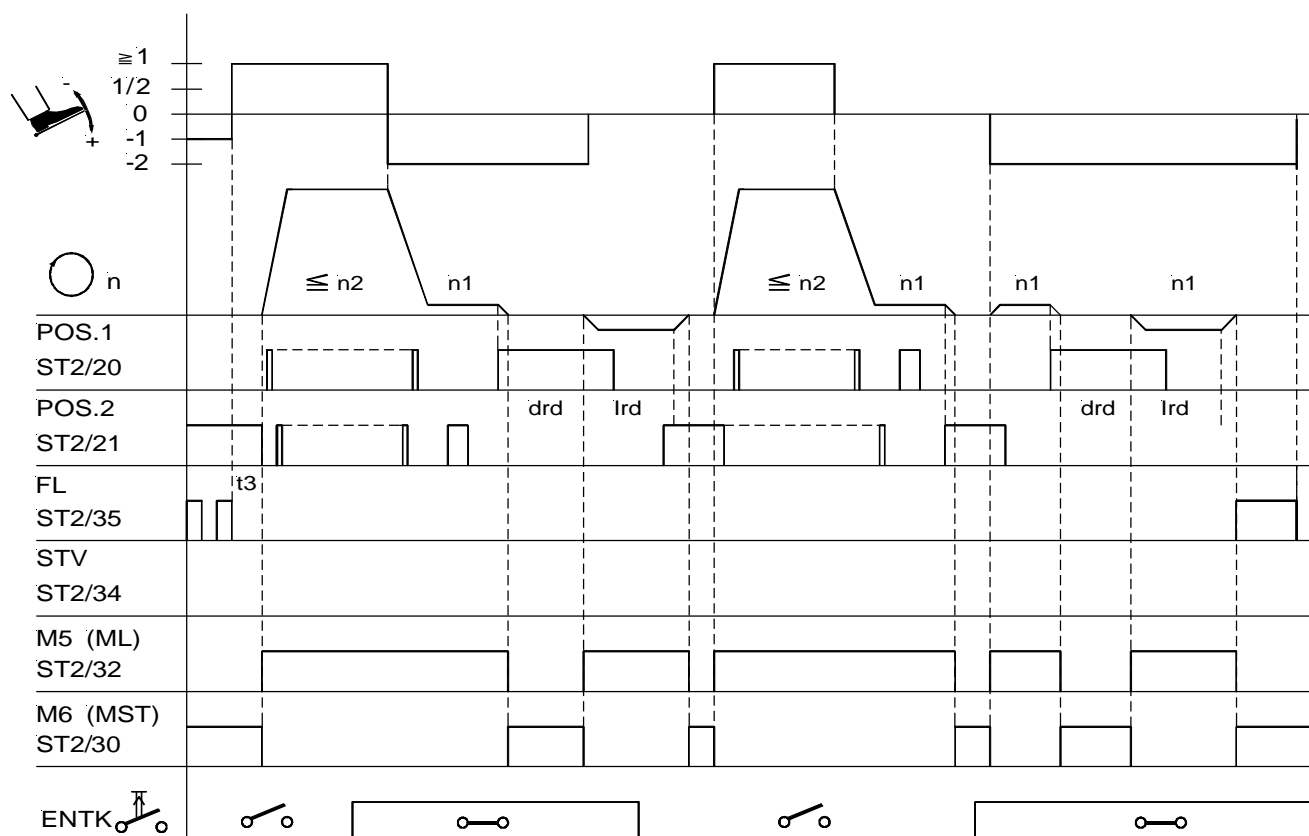 ≧ 1
1/2
0
-1
-2
-
+
n
≦ n2
n1
≦ n2
n1
n1
n1
POS.1
ST2/20
POS.2
ST2/21
drd
Ird
drd
Ird
FL
ST2/35
t3
STV
ST2/34
M5 (ML)
ST2/32
M6 (MST)
ST2/30
ENTK